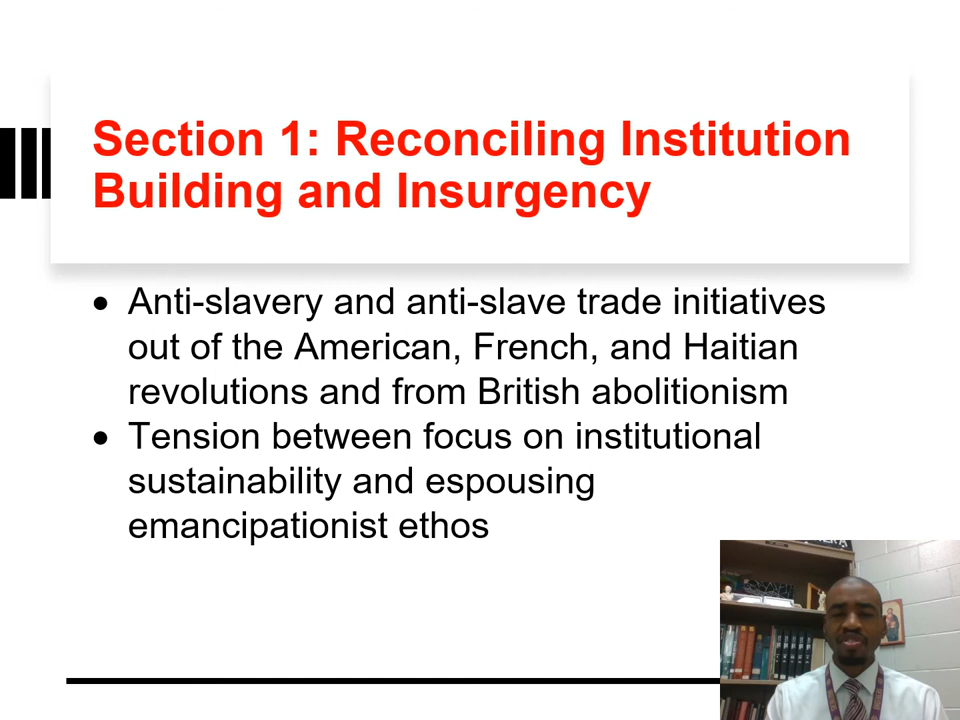 Section 1: Reconciling Institution
Building and Insurgency
• Anti-slavery and anti-slave trade initiatives
out of the American, French, and Haitian
revolutions and from British abolitionism
• Tension between focus on institutional
sustainability and espousing
emancipationist ethos